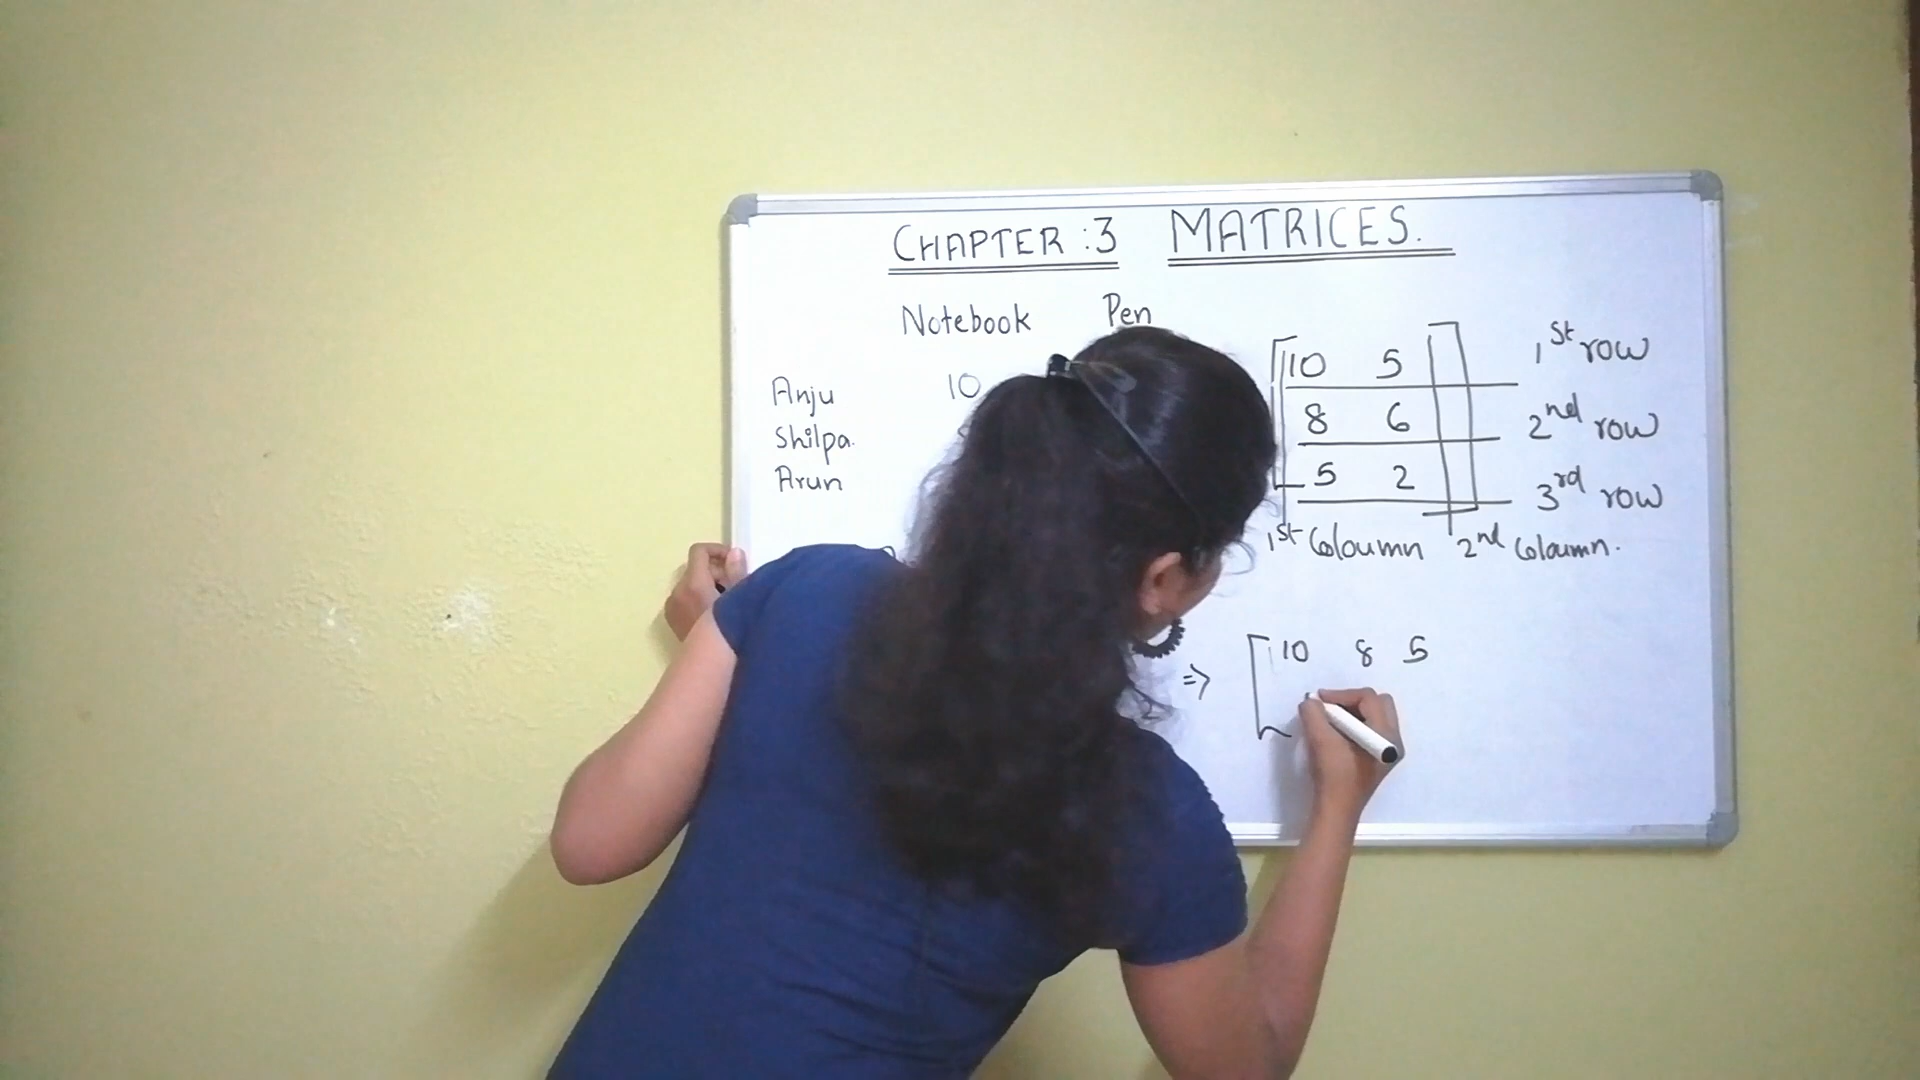 CHAPTER :3 MATRICES.
Notebook Pen
Anju 10
Shilpa.
Arun
10 5 1st row
8 6 2nd row
5 2 3rd row
1st Coloumn 2nd Coloumn.
⇒ [10 8 5